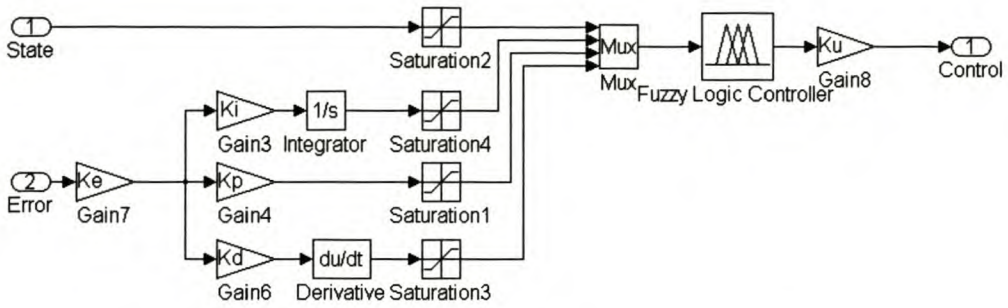 1
State
Saturation2
Mux
Mux
Fuzzy Logic Controller
Ku
Gain8
1
Control
Ki
Gain3
1/s
Integrator
Saturation4
2
Error
Ke
Gain7
Kp
Gain4
Saturation1
Kd
Gain6
du/dt
Derivative
Saturation3